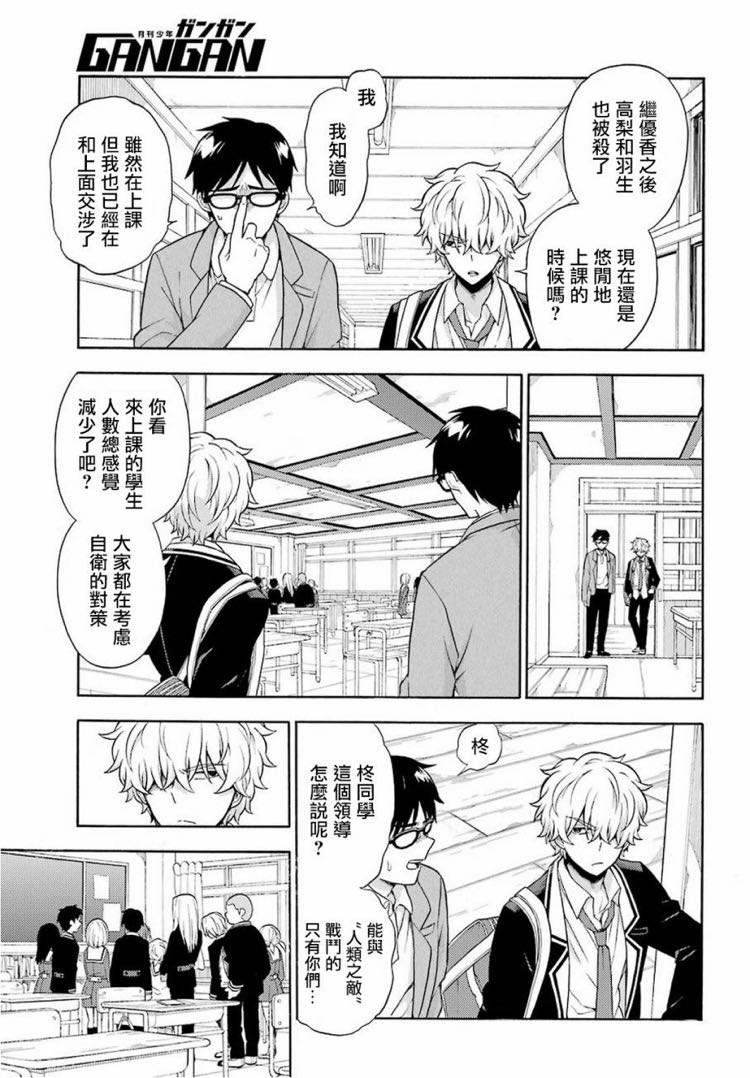 月刊少年
ガンガン
GANGAN
繼優香之後
高梨和羽生
也被殺了
現在還是
悠閒地
上課的
時候嗎?
我
我知道啊
雖然在上課
但我也已經在
和上面交涉了
你看
來上課的學生
人數總感覺
減少了吧?
大家都在考慮
自衛的對策
柊
柊同學
這個領導
怎麼說呢?
能與
〝人類之敵〞
戰鬥的
只有你們…